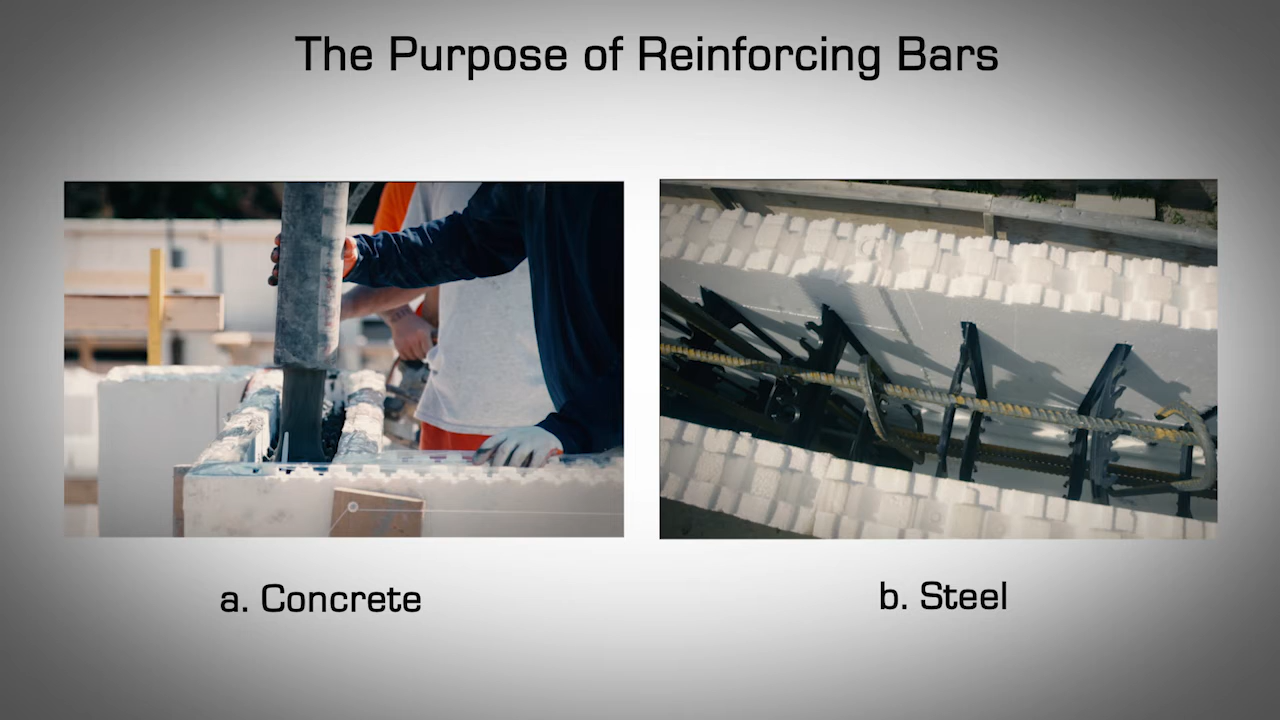 The Purpose of Reinforcing Bars
a. Concrete
b. Steel